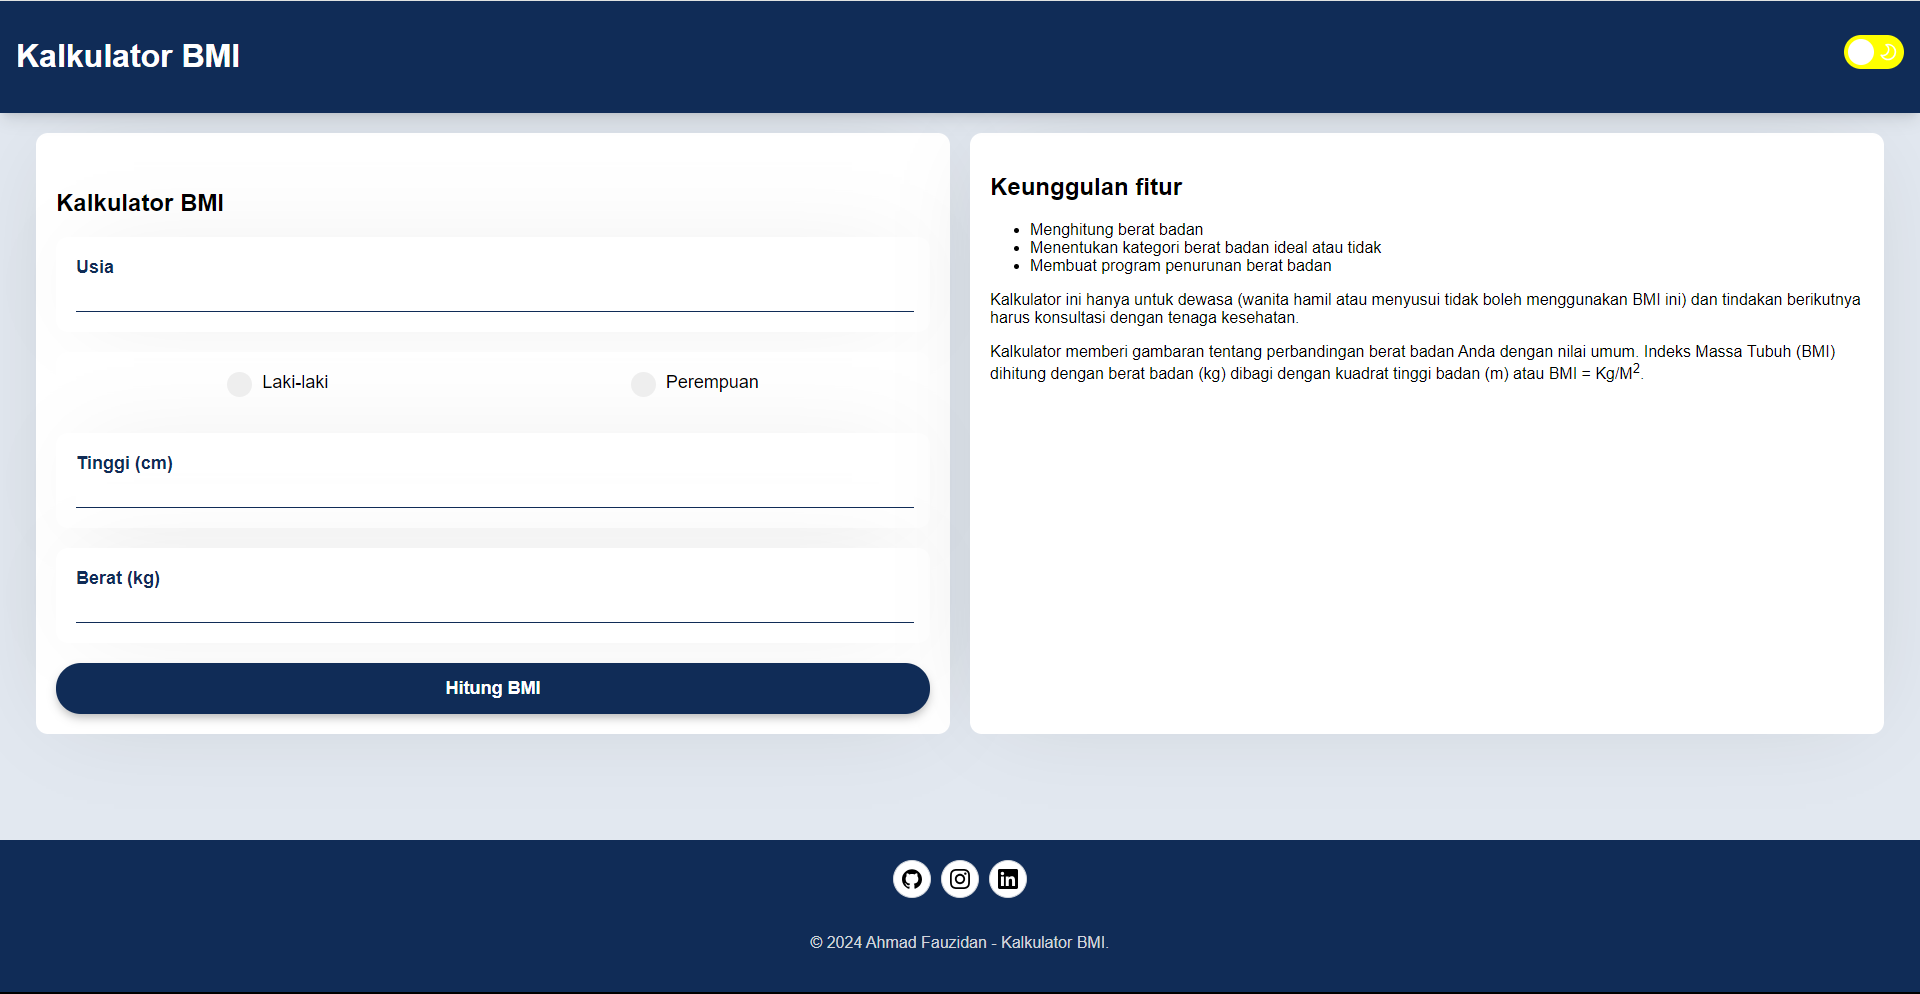 Kalkulator BMI
Kalkulator BMI
Usia
Laki-laki
Perempuan
Tinggi (cm)
Berat (kg)
Hitung BMI
Keunggulan fitur
• Menghitung berat badan
• Menentukan kategori berat badan ideal atau tidak
• Membuat program penurunan berat badan
Kalkulator ini hanya untuk dewasa (wanita hamil atau menyusui tidak boleh menggunakan BMI ini) dan tindakan berikutnya
harus konsultasi dengan tenaga kesehatan.
Kalkulator memberi gambaran tentang perbandingan berat badan Anda dengan nilai umum. Indeks Massa Tubuh (BMI)
dihitung dengan berat badan (kg) dibagi dengan kuadrat tinggi badan (m) atau BMI = Kg/M².
in
© 2024 Ahmad Fauzidan - Kalkulator BMI.